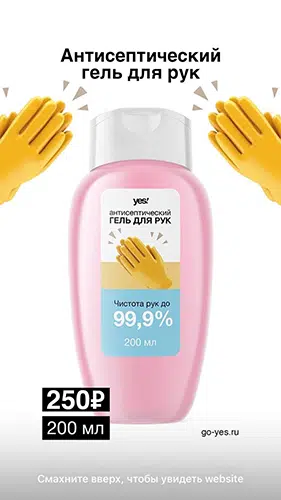 Антисептический
гель для рук
yes!
антисептический
ГЕЛЬ ДЛЯ РУК
Чистота рук до
99,9%
200 мл
250₽
200 мл
go-yes.ru
Смахните вверх, чтобы увидеть website